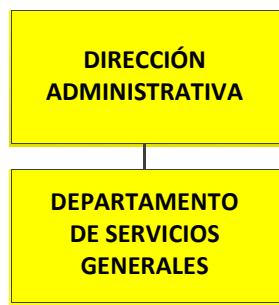 DIRECCIÓN
ADMINISTRATIVA
DEPARTAMENTO
DE SERVICIOS
GENERALES